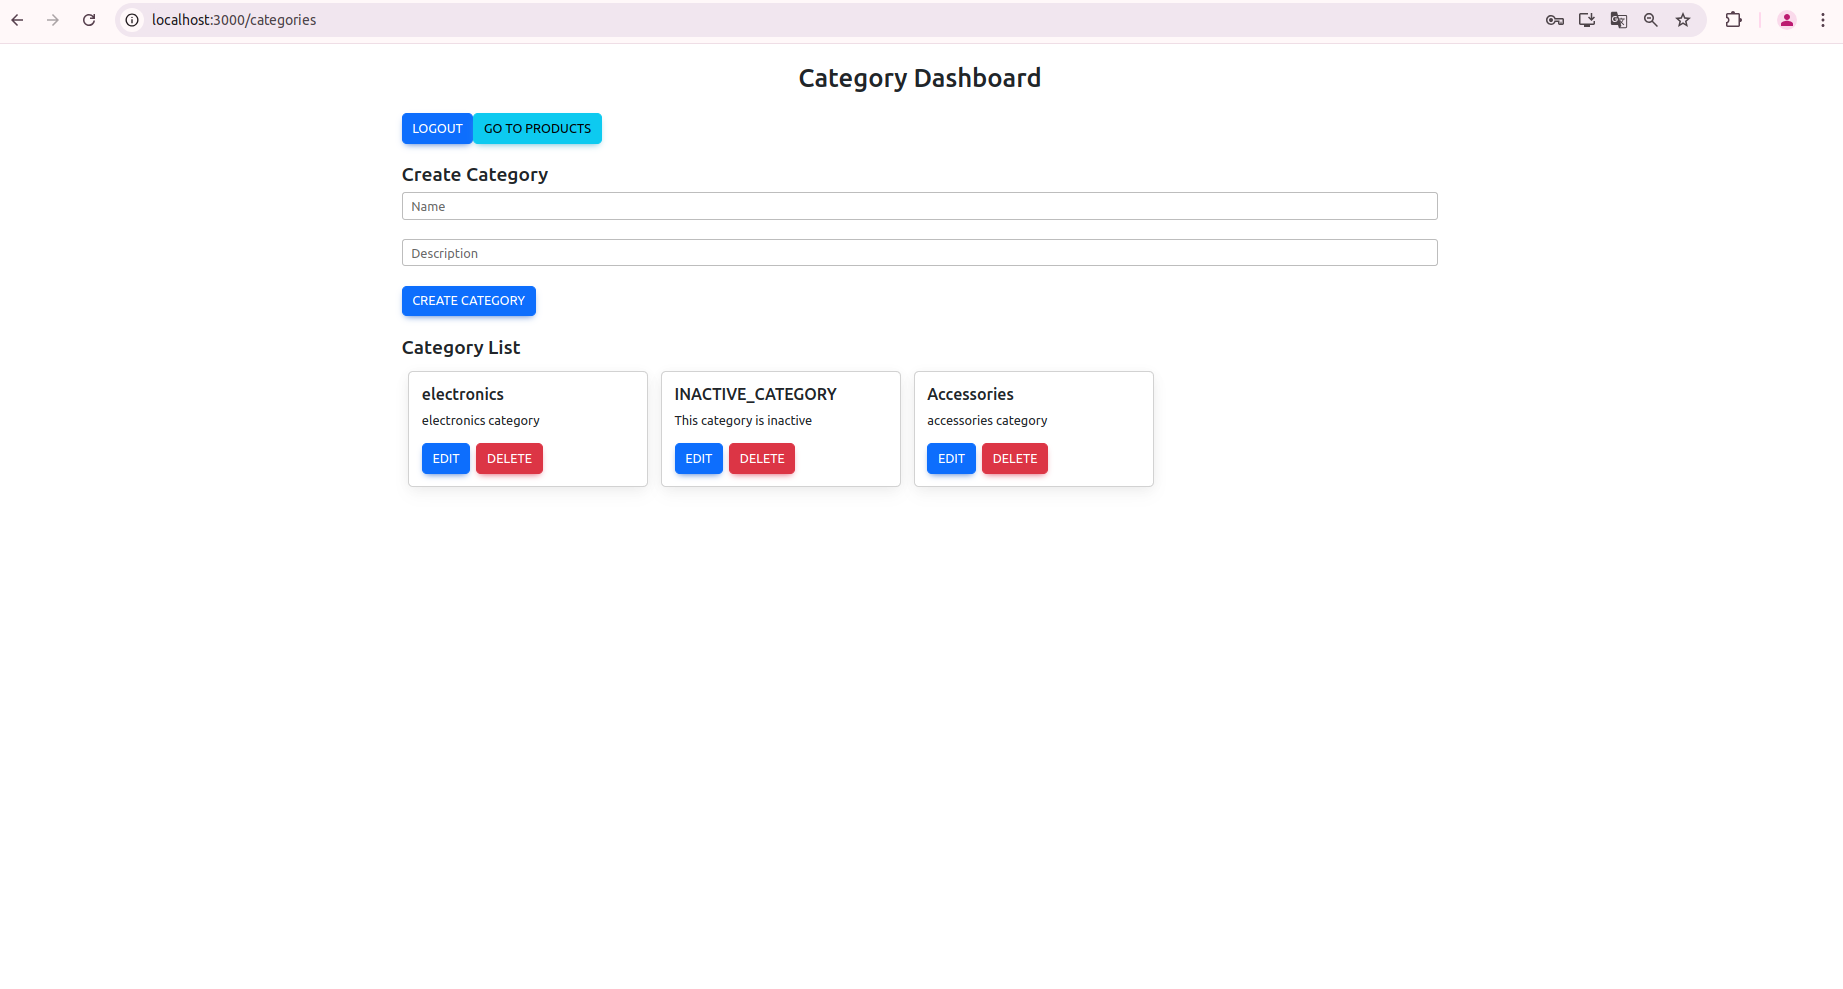 localhost:3000/categories
Category Dashboard
LOGOUT GO TO PRODUCTS
Create Category
Name
Description
CREATE CATEGORY
Category List
electronics
electronics category
EDIT DELETE
INACTIVE_CATEGORY
This category is inactive
EDIT DELETE
Accessories
accessories category
EDIT DELETE